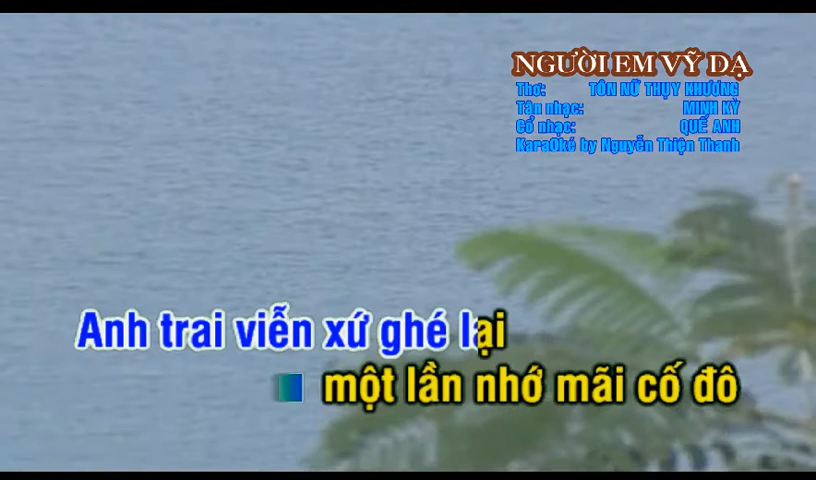 NGƯỜI EM VỸ DẠ
Thơ: TÔN NỮ THỤY KHƯƠNG
Tân nhạc: MINH KỲ
Cổ nhạc: QUẾ ANH
KaraOké by Nguyễn Thiện Thanh
Anh trai viễn xứ ghé lại
một lần nhớ mãi cố đô